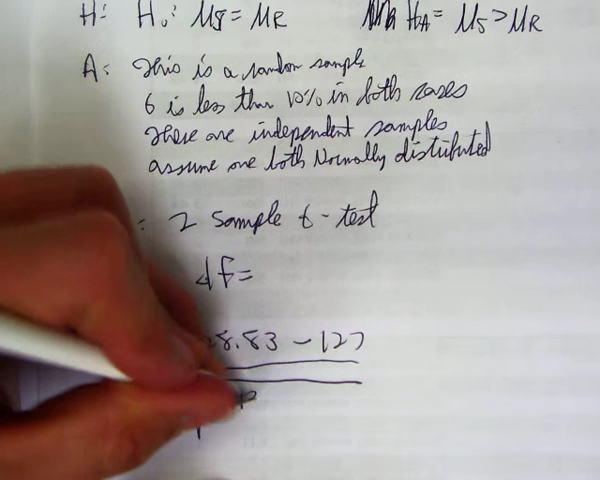 H: H₀: μS = μR HA = μS > μR
A: This is a random sample
6 is less than 10% in both cases
These are independent samples
assume are both Normally distributed
: 2 Sample t-test
df=
28.83 - 127